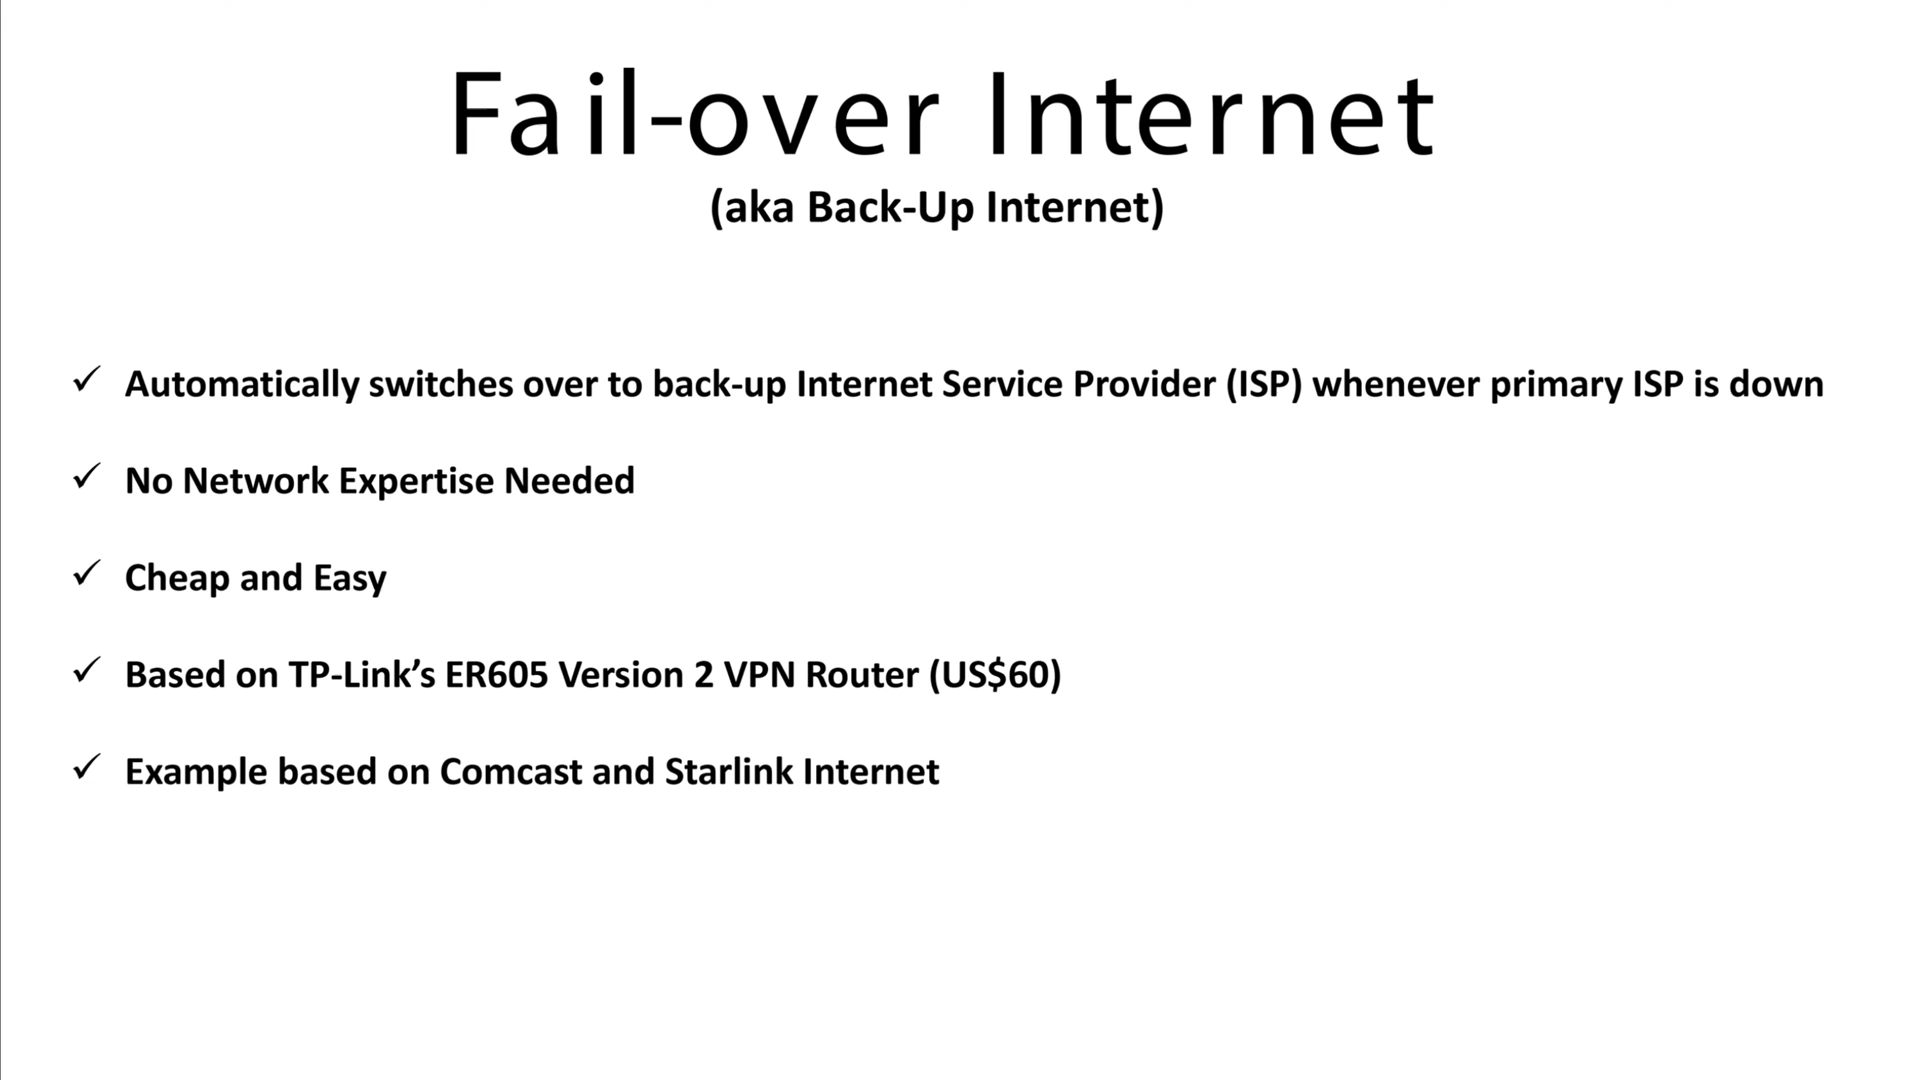 Fail-over Internet
(aka Back-Up Internet)
✓ Automatically switches over to back-up Internet Service Provider (ISP) whenever primary ISP is down
✓ No Network Expertise Needed
✓ Cheap and Easy
✓ Based on TP-Link’s ER605 Version 2 VPN Router (US$60)
✓ Example based on Comcast and Starlink Internet